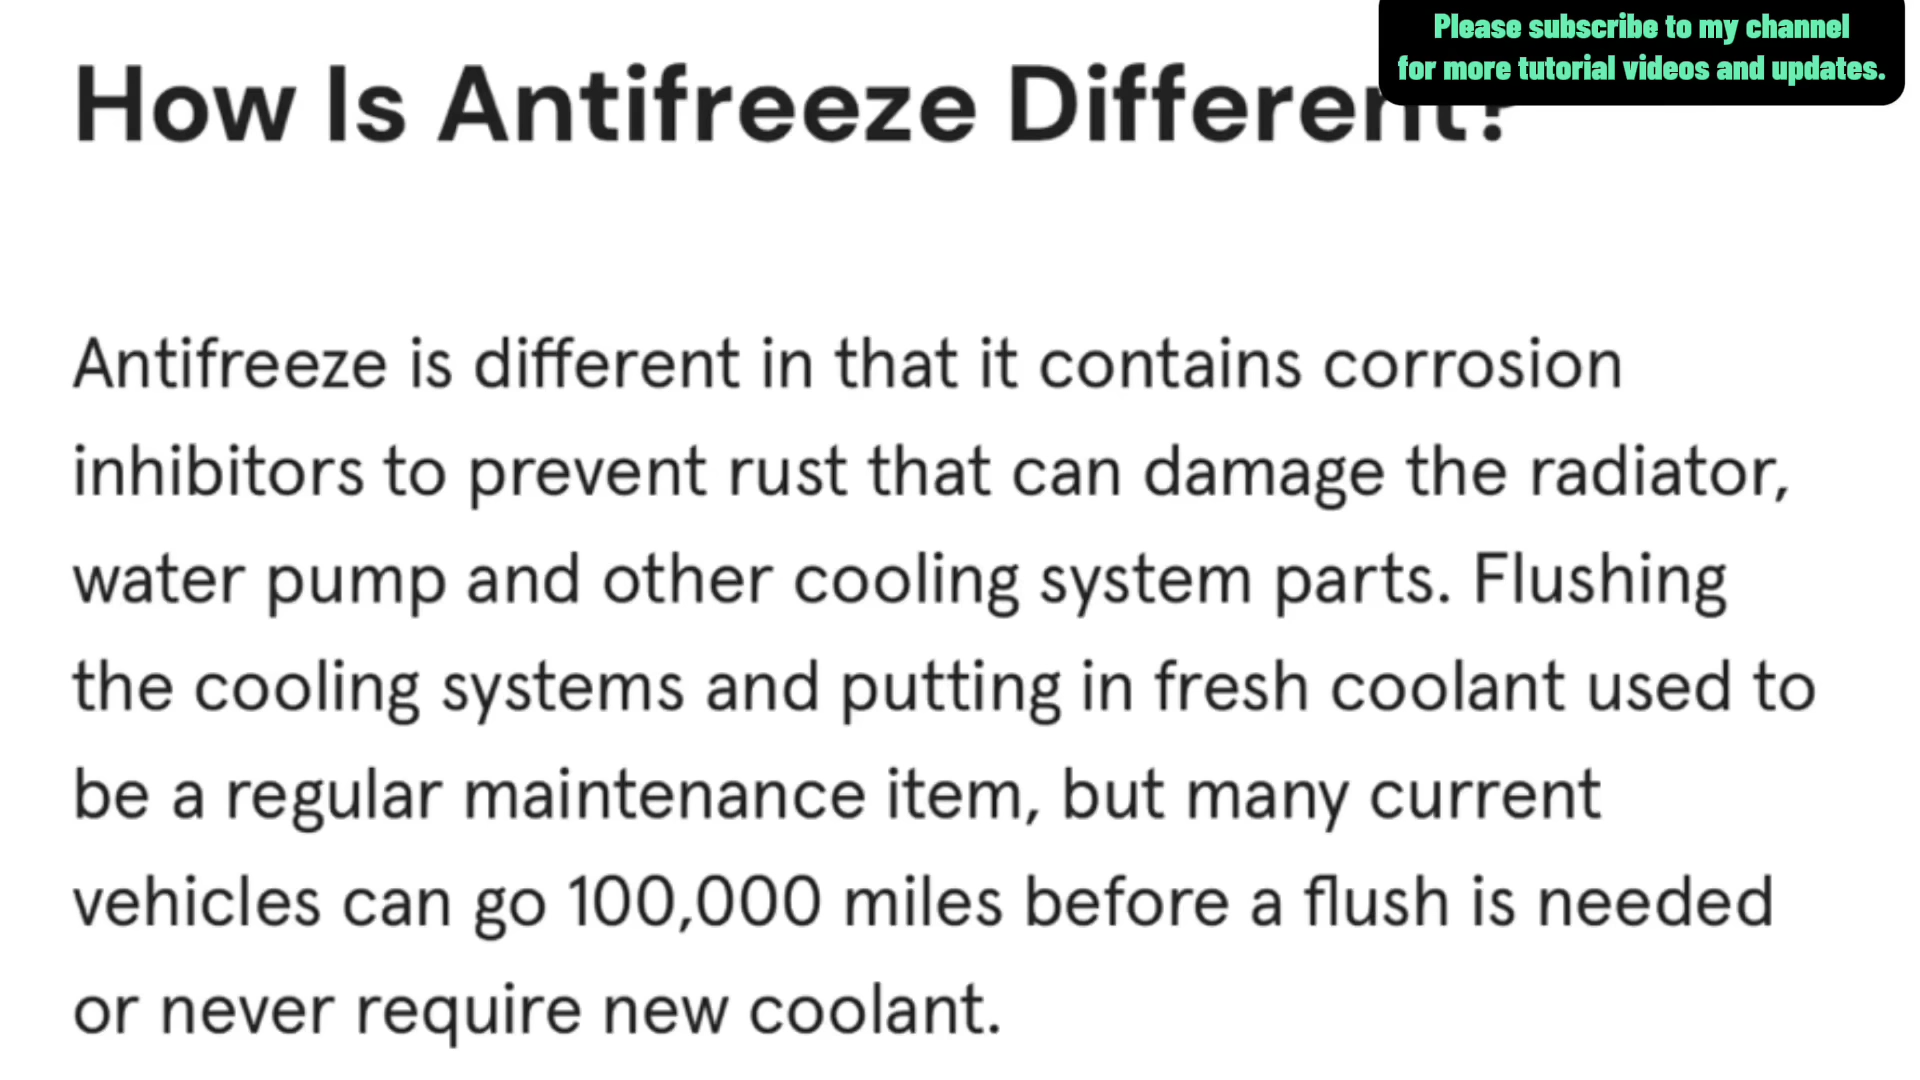 Please subscribe to my channel
for more tutorial videos and updates.
How Is Antifreeze Different?
Antifreeze is different in that it contains corrosion
inhibitors to prevent rust that can damage the radiator,
water pump and other cooling system parts. Flushing
the cooling systems and putting in fresh coolant used to
be a regular maintenance item, but many current
vehicles can go 100,000 miles before a flush is needed
or never require new coolant.